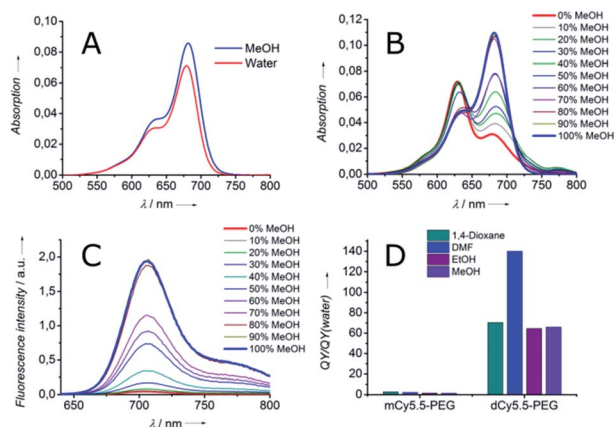 A
MeOH
Water
Absorption
0,10
0,08
0,06
0,04
0,02
0,00
500 550 600 650 700 750 800
λ / nm
B
0% MeOH
10% MeOH
20% MeOH
30% MeOH
40% MeOH
50% MeOH
60% MeOH
70% MeOH
80% MeOH
90% MeOH
100% MeOH
Absorption
0,12
0,10
0,08
0,06
0,04
0,02
0,00
500 550 600 650 700 750 800
λ / nm
C
0% MeOH
10% MeOH
20% MeOH
30% MeOH
40% MeOH
50% MeOH
60% MeOH
70% MeOH
80% MeOH
90% MeOH
100% MeOH
Fluorescence intensity / a.u.
2,0
1,5
1,0
0,5
0,0
650 700 750 800
λ / nm
D
1,4-Dioxane
DMF
EtOH
MeOH
QY/QY(water)
140
120
100
80
60
40
20
0
mCy5.5-PEG dCy5.5-PEG